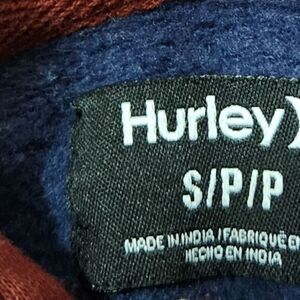 Hurley
S/P/P
MADE IN INDIA / FABRIQUÉ EN
HECHO EN INDIA